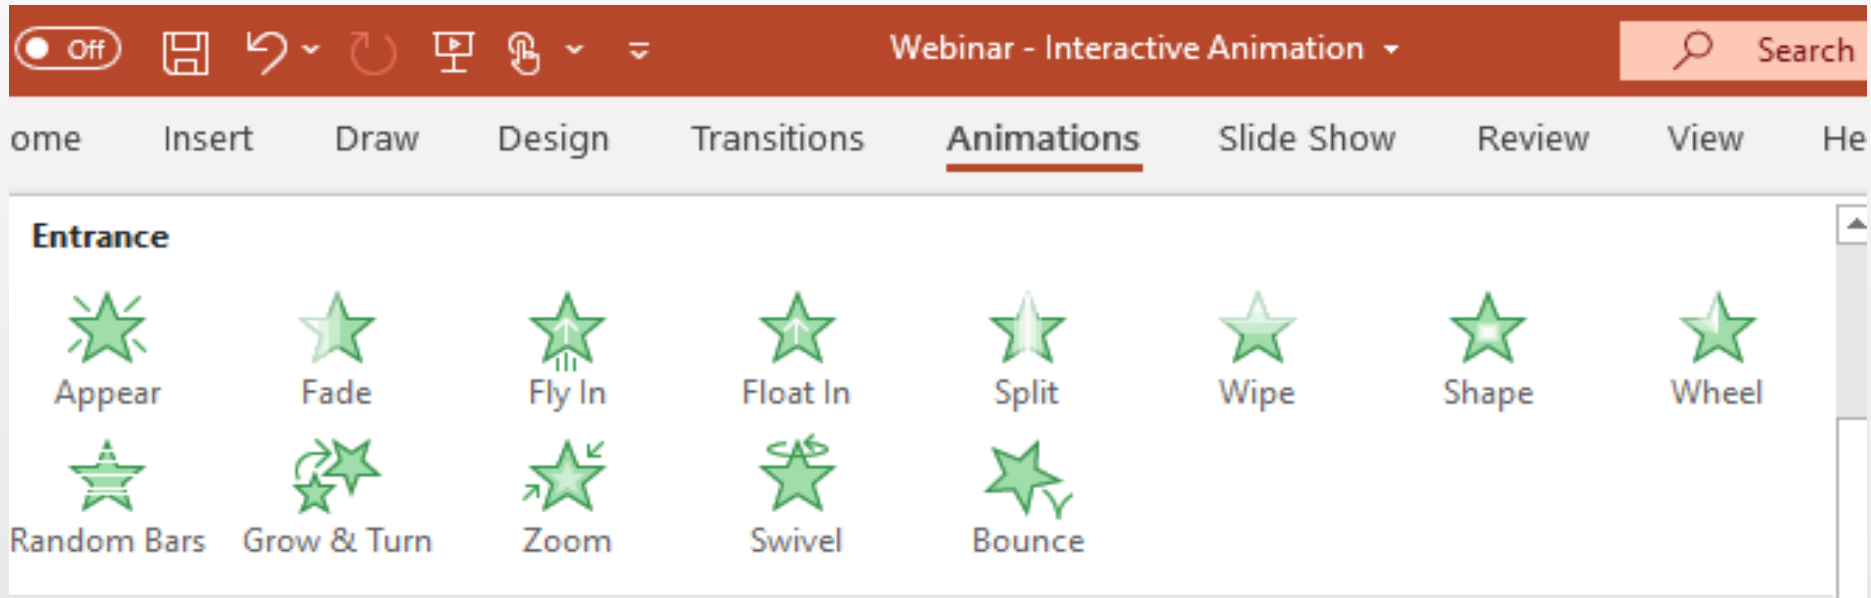 Off Webinar - Interactive Animation Search
ome Insert Draw Design Transitions Animations Slide Show Review View He
Entrance
Appear Fade Fly In Float In Split Wipe Shape Wheel
Random Bars Grow & Turn Zoom Swivel Bounce